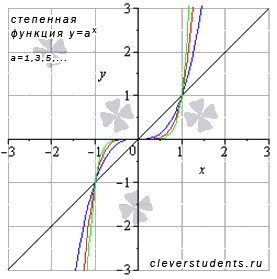 степенная
функция y=aˣ
a=1,3,5,...
3
y
2
1
-3
-2
-1
0
1
2
3
x
-1
-2
-3
cleverstudents.ru